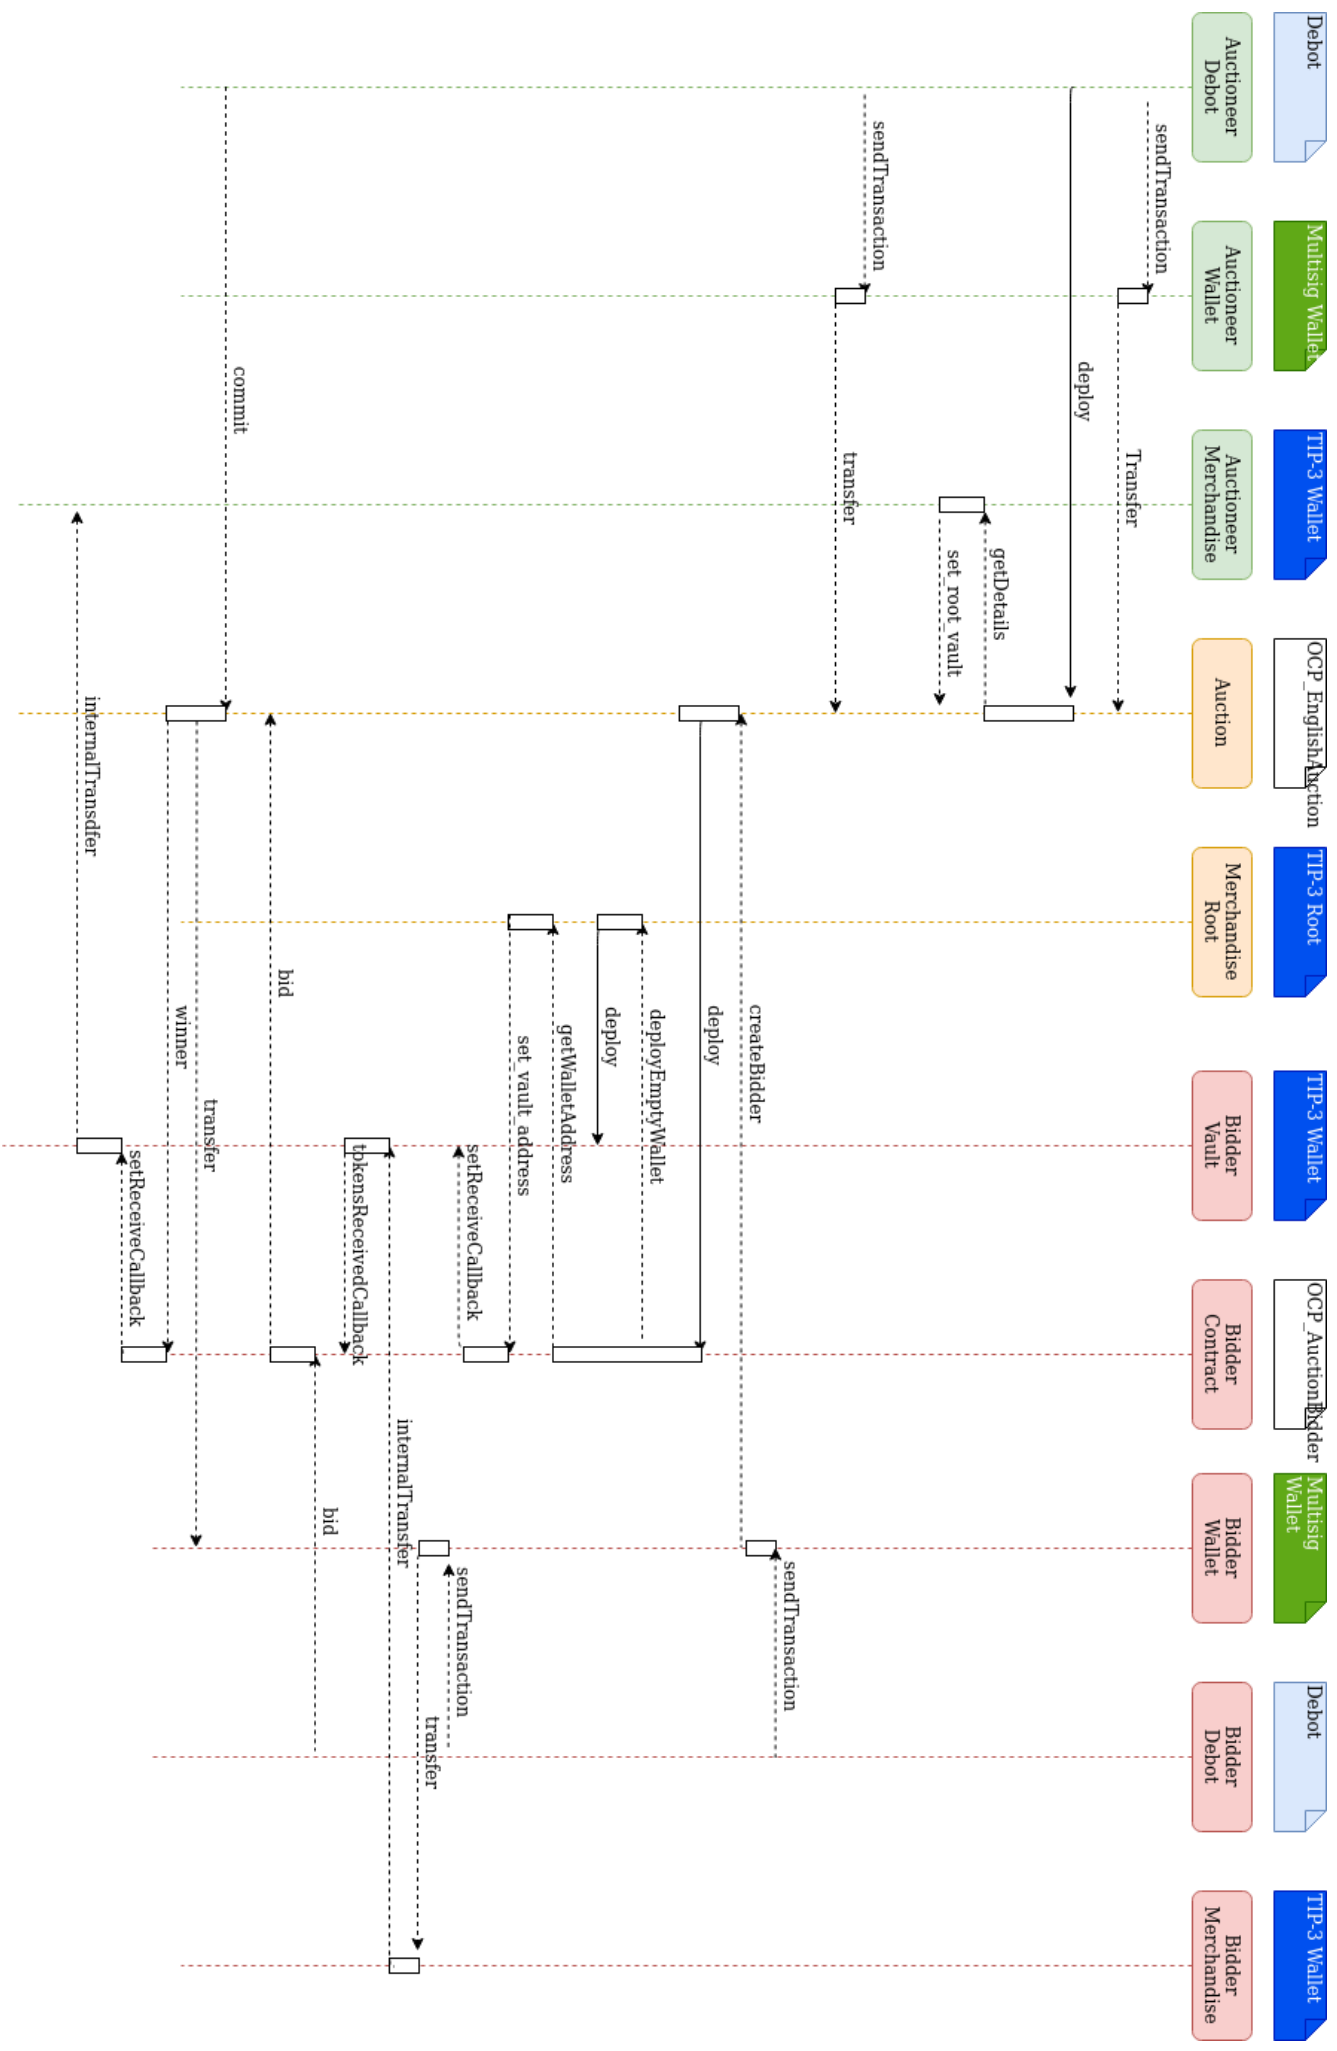 Debot
Multisig Wallet
TIP-3 Wallet
OCP_EnglishAuction
TIP-3 Root
TIP-3 Wallet
OCP_AuctionBidder
Multisig
Wallet
Debot
TIP-3 Wallet
Auctioneer
Debot
Auctioneer
Wallet
Auctioneer
Merchandise
Auction
Merchandise
Root
Bidder
Vault
Bidder
Contract
Bidder
Wallet
Bidder
Debot
Bidder
Merchandise
sendTransaction
Transfer
deploy
getDetails
set_root_vault
sendTransaction
transfer
sendTransaction
createBidder
deploy
deployEmptyWallet
deploy
getWalletAddress
set_vault_address
setReceiveCallback
sendTransaction
transfer
internalTransfer
tokensReceivedCallback
bid
bid
commit
transfer
winner
setReceiveCallback
internalTransdfer